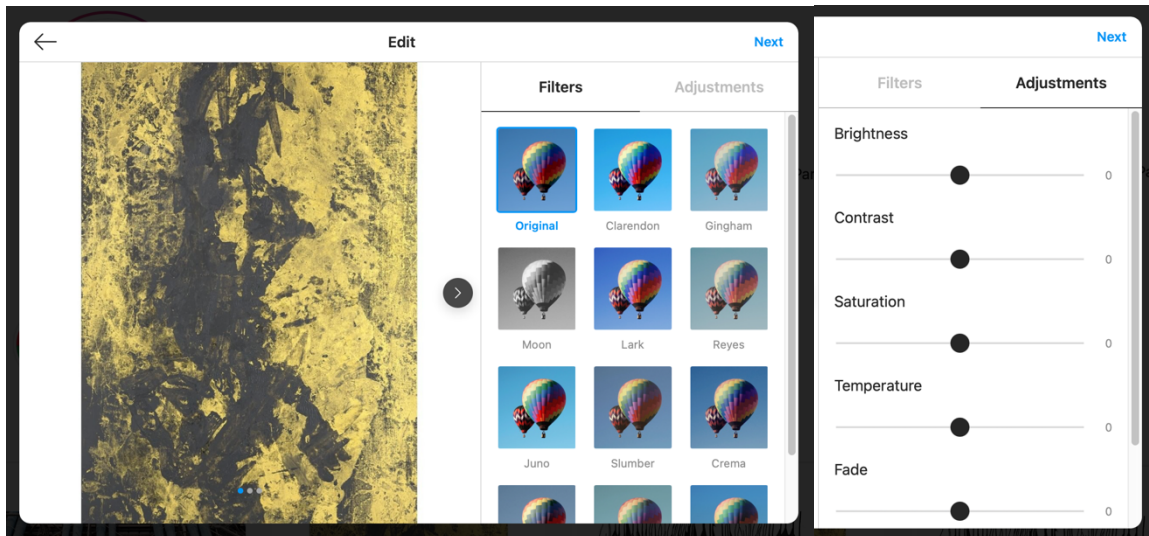 Edit
Next
Filters
Adjustments
Original
Clarendon
Gingham
Moon
Lark
Reyes
Juno
Slumber
Crema
Next
Filters
Adjustments
Brightness
0
Contrast
0
Saturation
0
Temperature
0
Fade
0